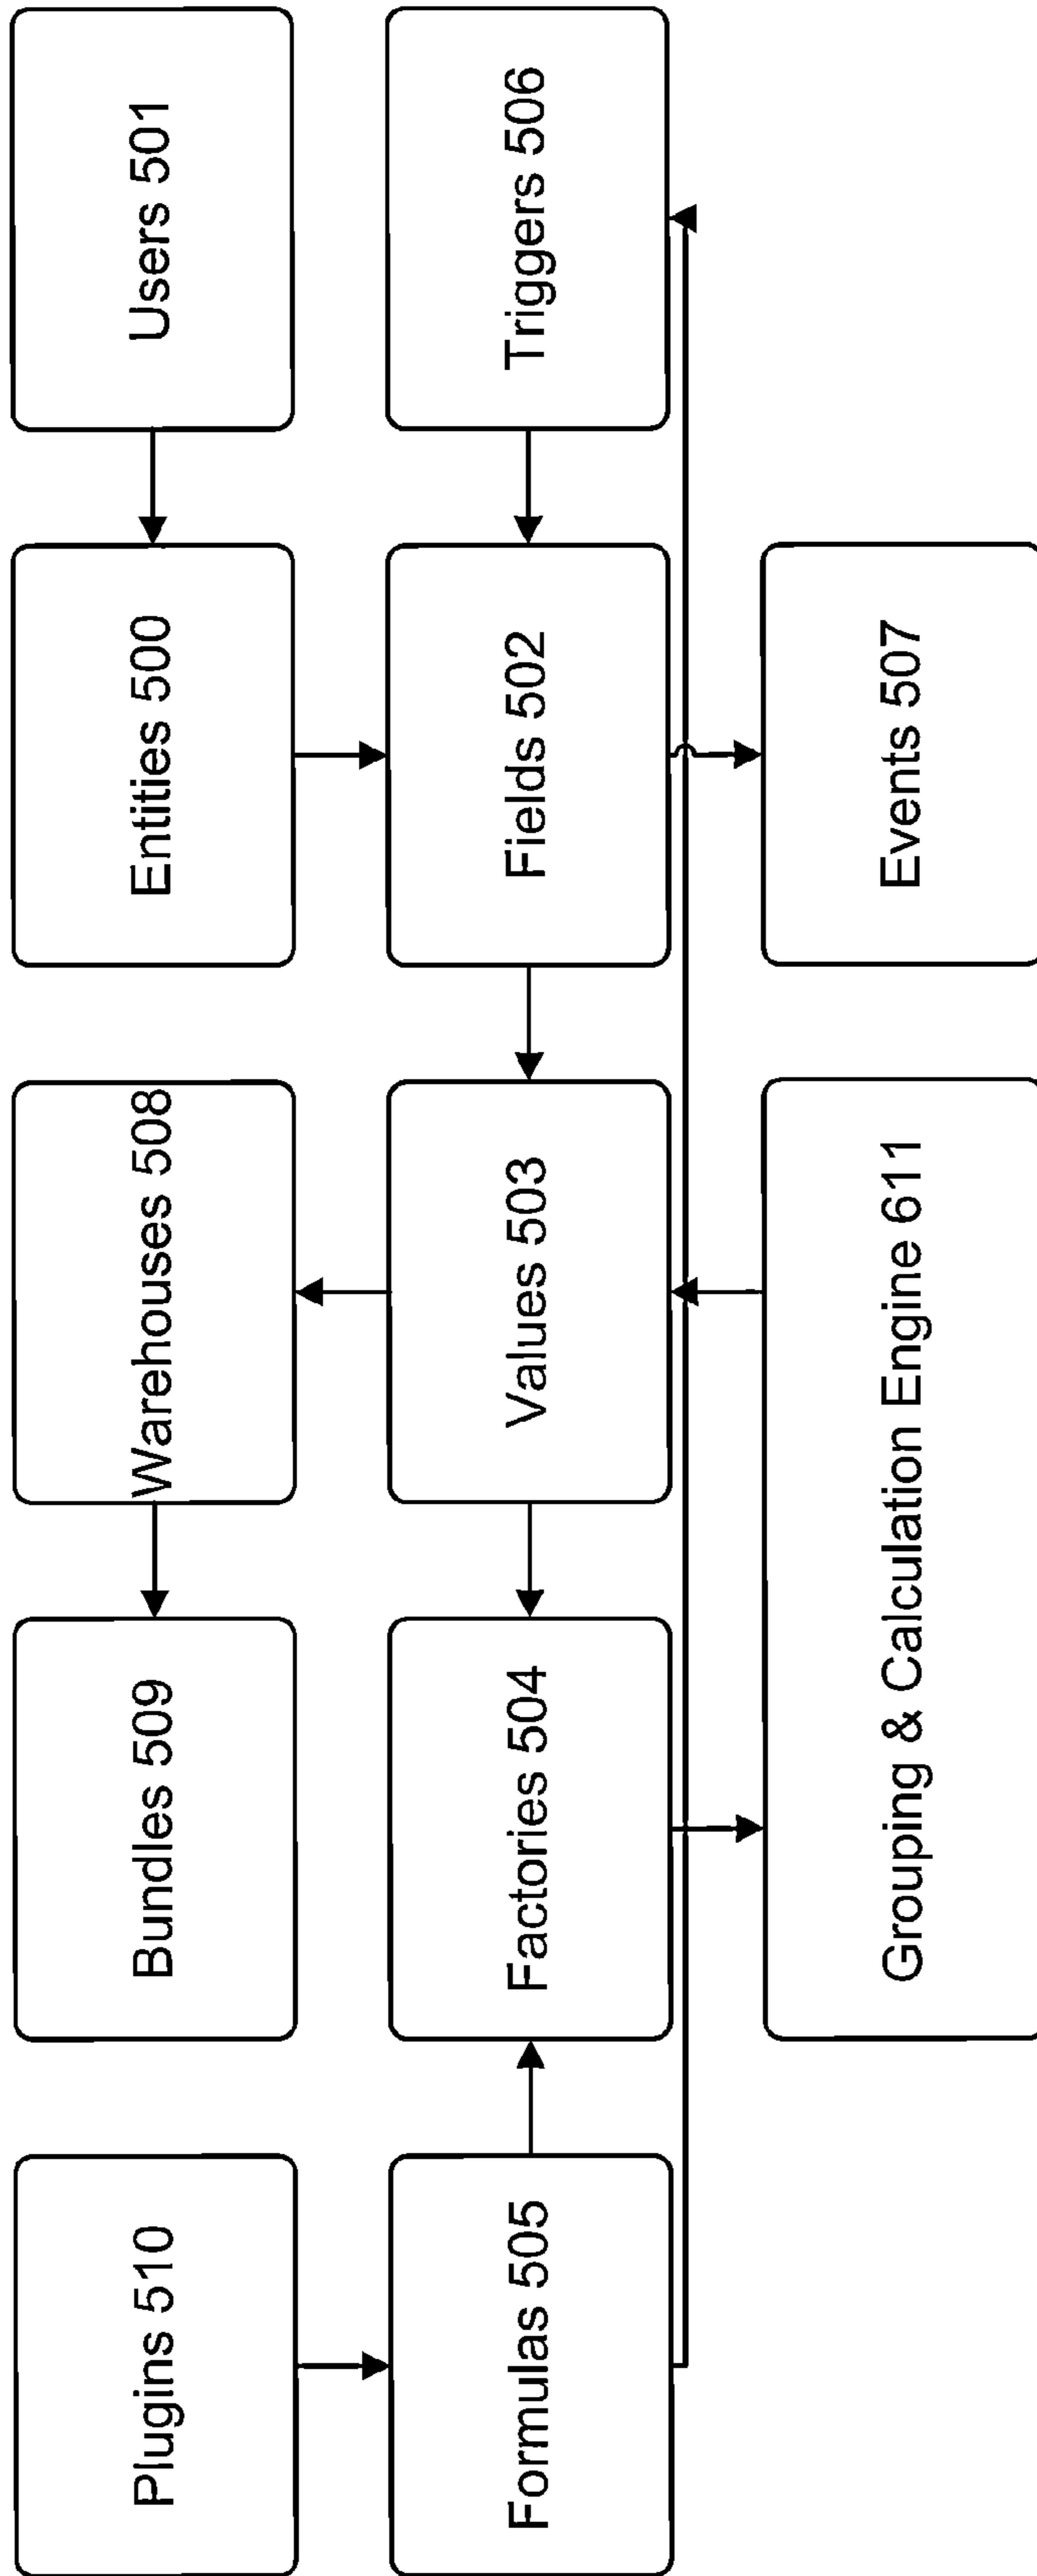 Plugins 510
Bundles 509
Warehouses 508
Entities 500
Users 501
Formulas 505
Factories 504
Values 503
Fields 502
Triggers 506
Grouping & Calculation Engine 611
Events 507